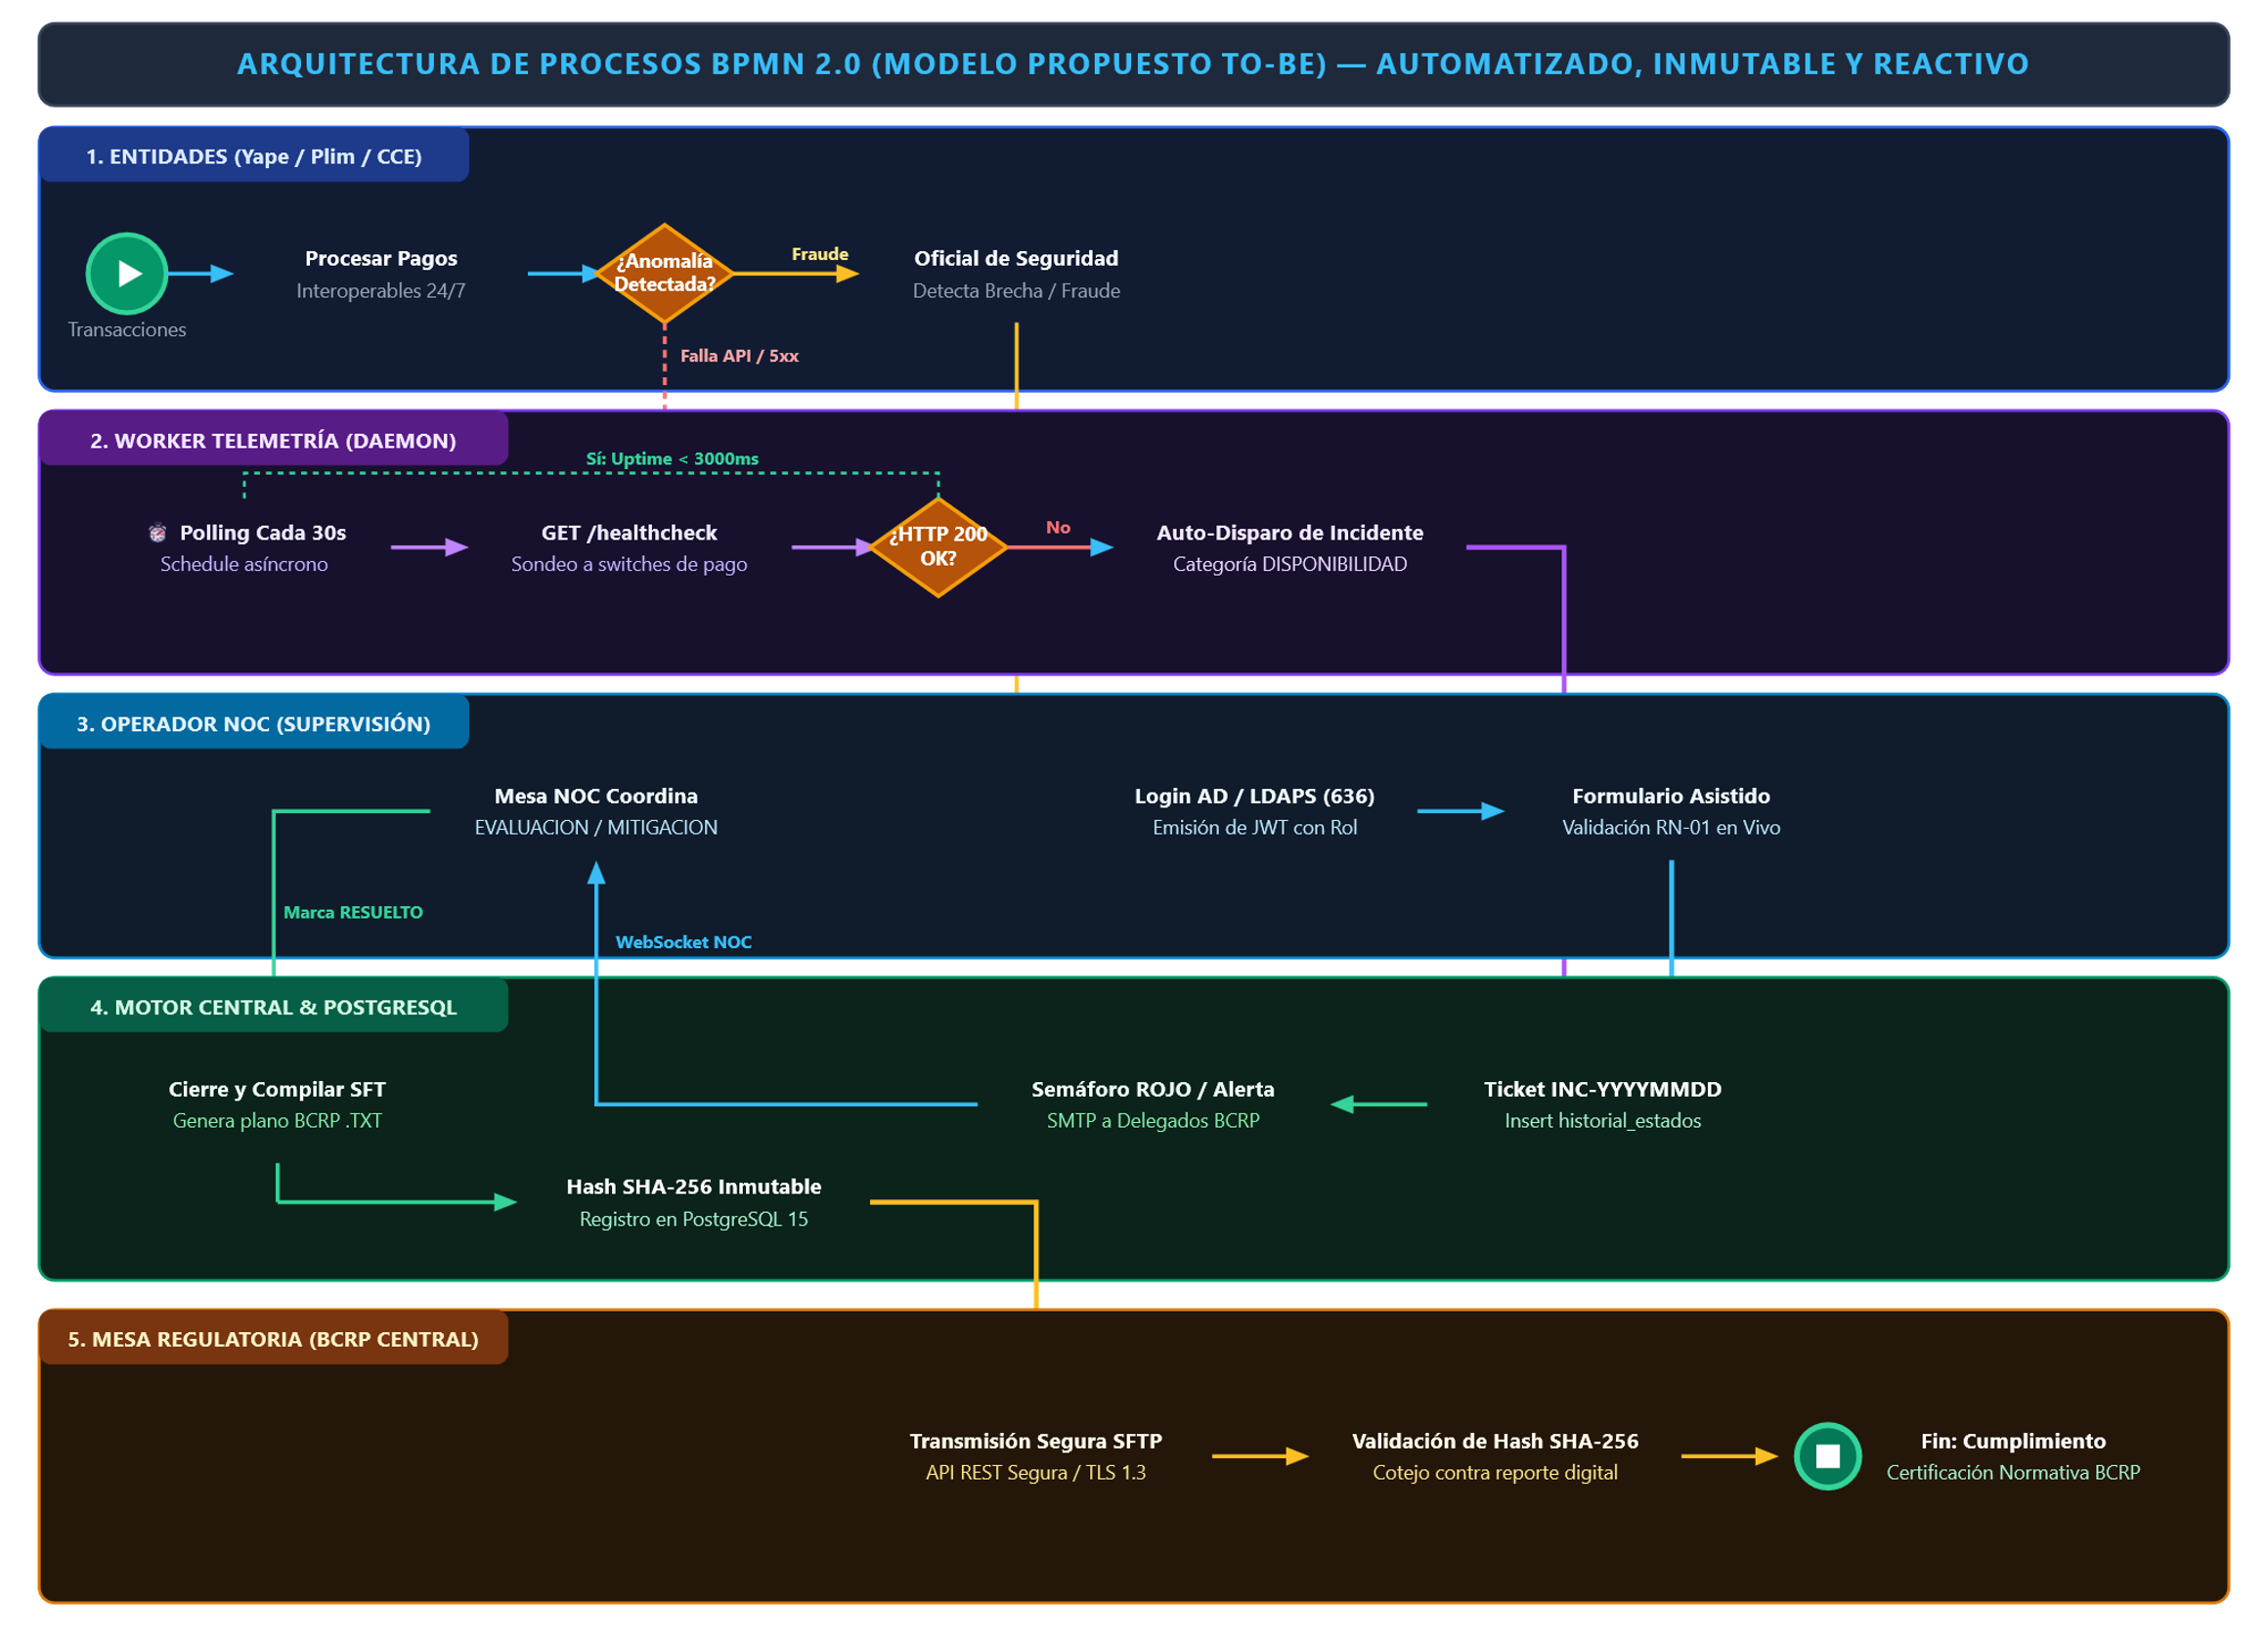 ARQUITECTURA DE PROCESOS BPMN 2.0 (MODELO PROPUESTO TO-BE) — AUTOMATIZADO, INMUTABLE Y REACTIVO
1. ENTIDADES (Yape / Plim / CCE)
Transacciones
Procesar Pagos
Interoperables 24/7
¿Anomalía
Detectada?
Fraude
Oficial de Seguridad
Detecta Brecha / Fraude
Falla API / 5xx
2. WORKER TELEMETRÍA (DAEMON)
Sí: Uptime < 3000ms
Polling Cada 30s
Schedule asíncrono
GET /healthcheck
Sondeo a switches de pago
¿HTTP 200
OK?
No
Auto-Disparo de Incidente
Categoría DISPONIBILIDAD
3. OPERADOR NOC (SUPERVISIÓN)
Mesa NOC Coordina
EVALUACION / MITIGACION
Login AD / LDAPS (636)
Emisión de JWT con Rol
Formulario Asistido
Validación RN-01 en Vivo
Marca RESUELTO
WebSocket NOC
4. MOTOR CENTRAL & POSTGRESQL
Cierre y Compilar SFT
Genera plano BCRP .TXT
Semáforo ROJO / Alerta
SMTP a Delegados BCRP
Ticket INC-YYYYMMDD
Insert historial_estados
Hash SHA-256 Inmutable
Registro en PostgreSQL 15
5. MESA REGULATORIA (BCRP CENTRAL)
Transmisión Segura SFTP
API REST Segura / TLS 1.3
Validación de Hash SHA-256
Cotejo contra reporte digital
Fin: Cumplimiento
Certificación Normativa BCRP